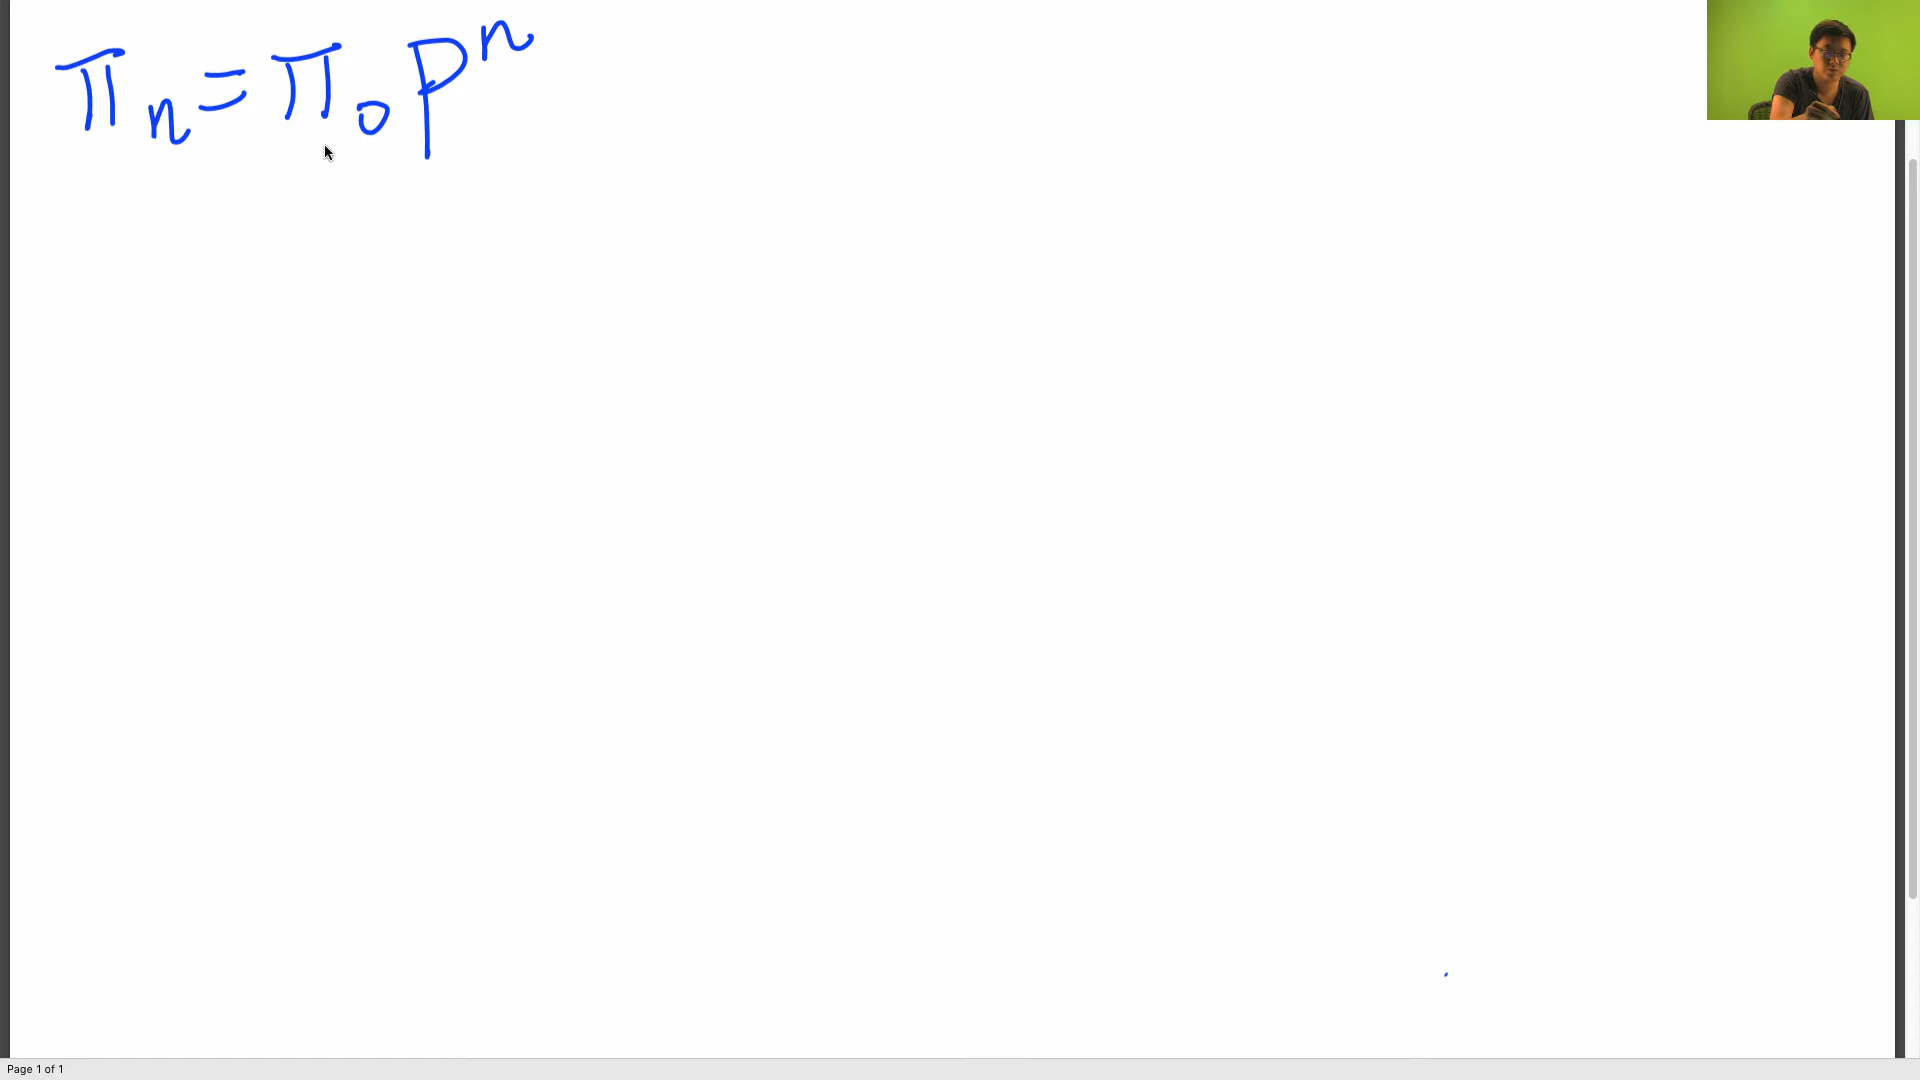 π_n = π_0 P^n
Page 1 of 1